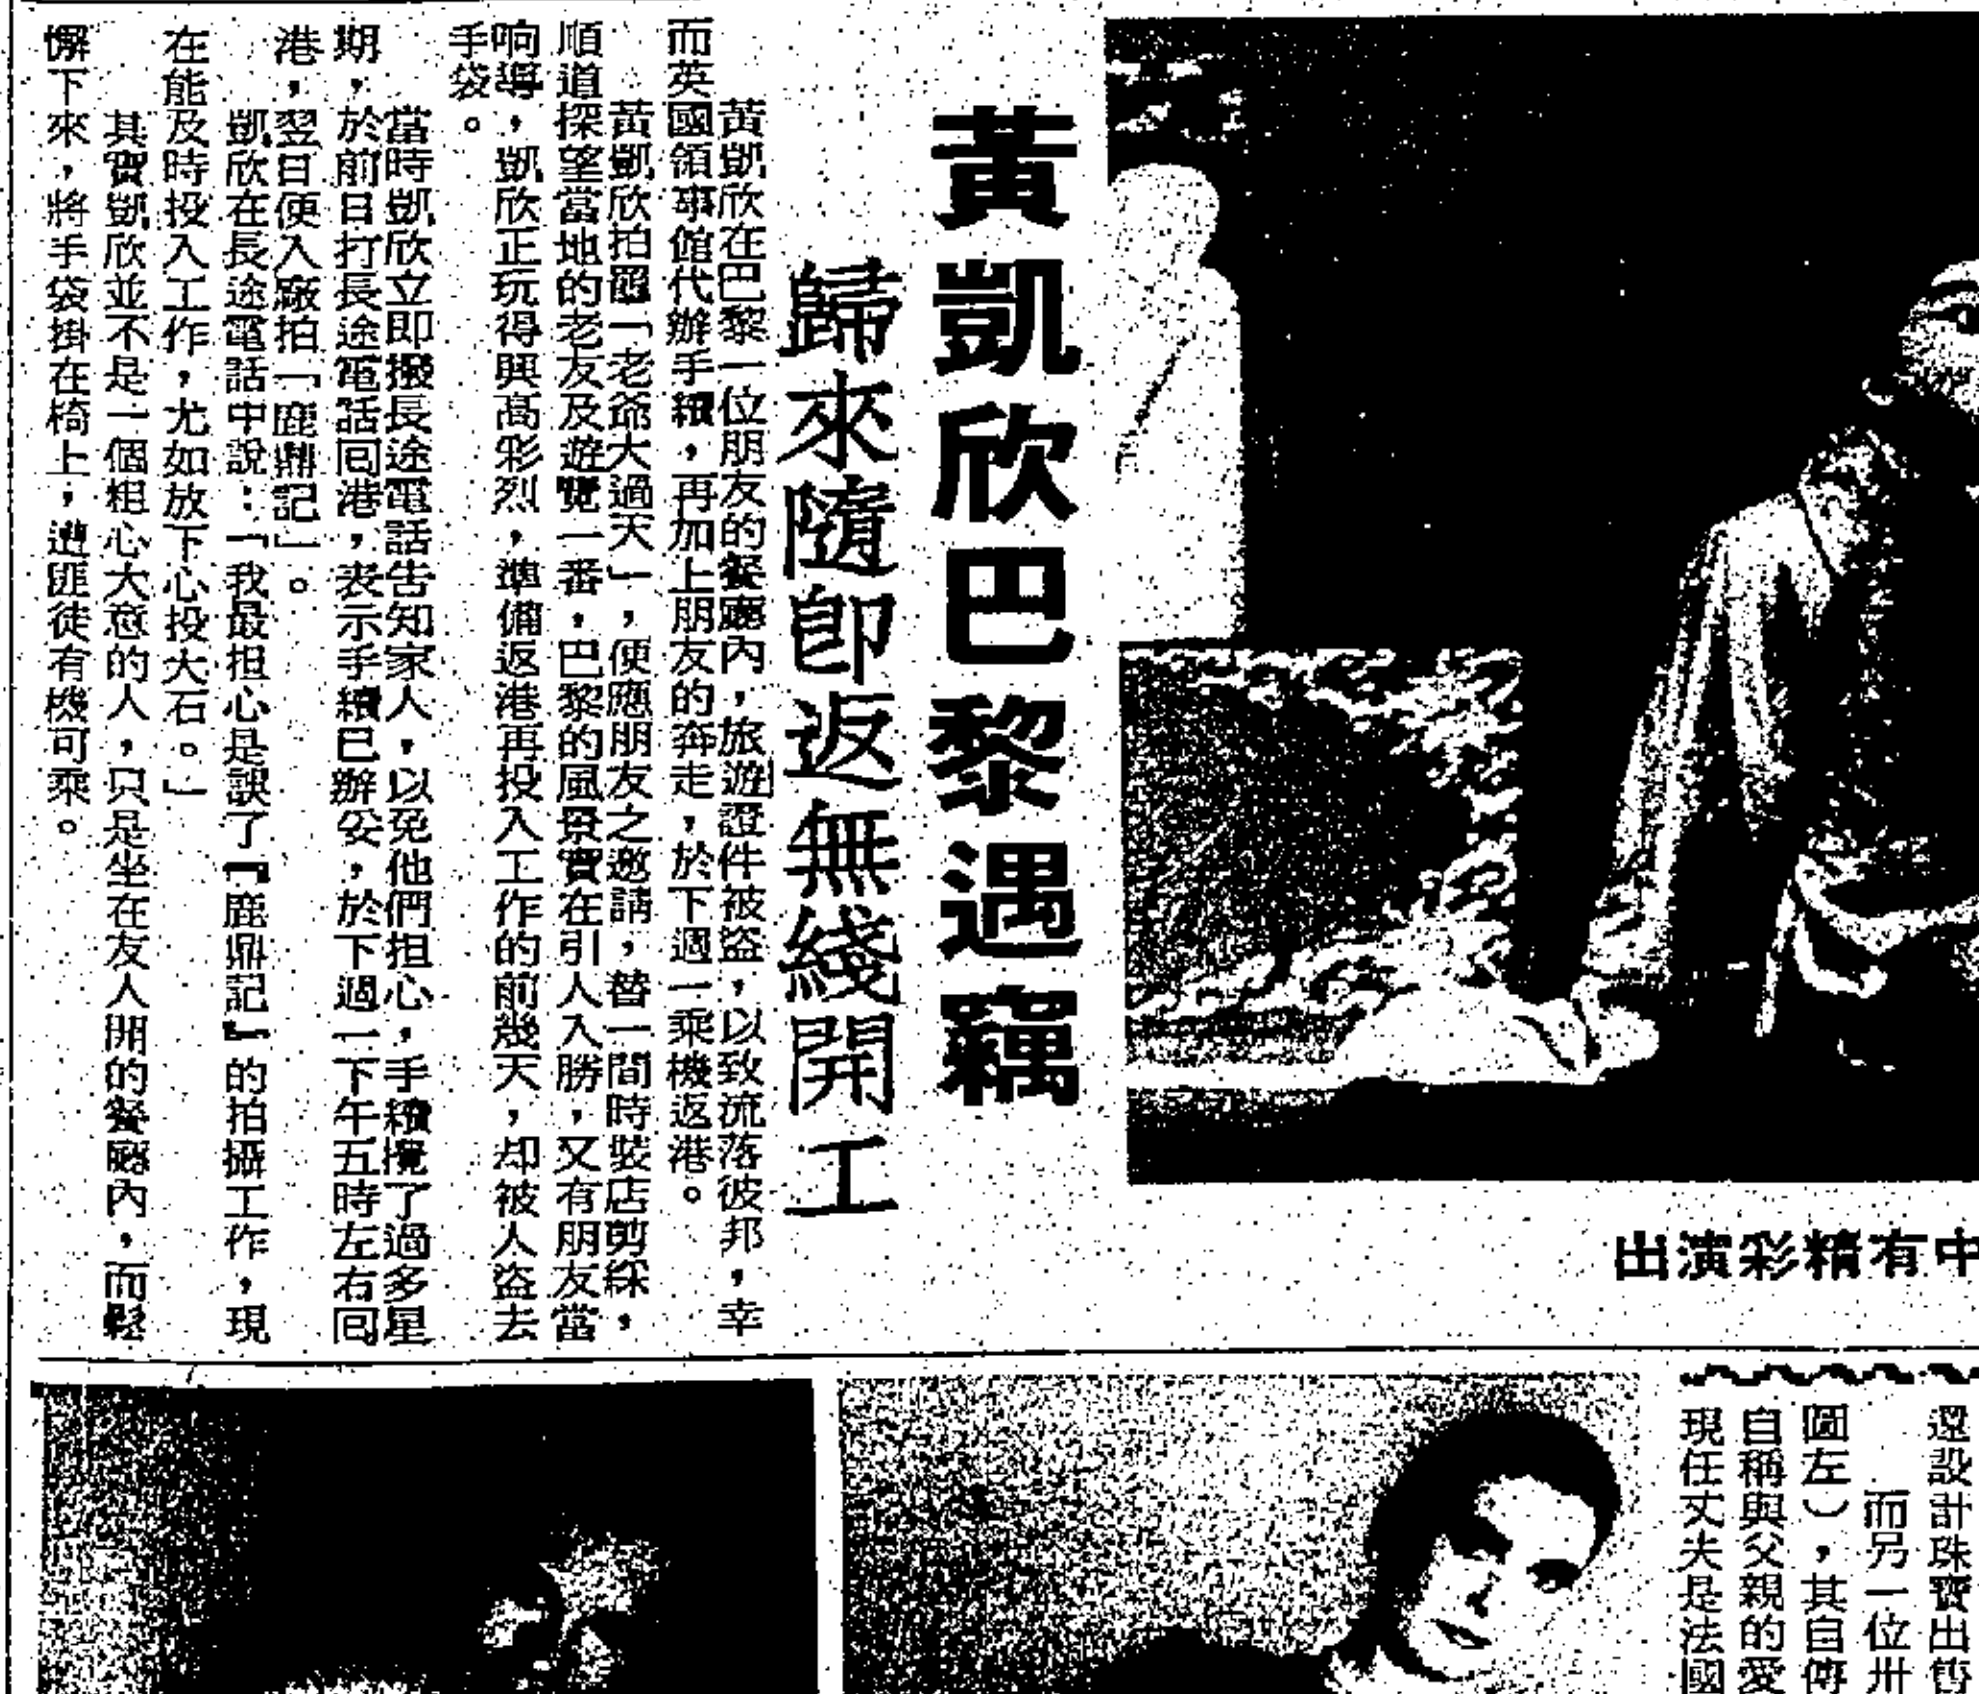 黃凱欣巴黎遇竊
歸來隨卽返無綫開工
黃凱欣在巴黎一位朋友的餐廳內，旅遊證件被盜，以致流落彼邦，幸
而英國領事館代辦手續，再加上朋友的奔走，於下週一乘機返港。
黃凱欣拍罷「老爺大過天」，便應朋友之邀請，替一間時裝店剪綵，
順道探望當地的老友及遊覽一番，巴黎的風景實在引人入勝，又有朋友當
响導，凱欣正玩得興高彩烈，準備返港再投入工作的前幾天，却被人盜去
手袋。
當時凱欣立即撥長途電話告知家人，以免他們担心，手續攪了過多星
期，於前日打長途電話囘港，表示手續巴辦妥，於下週一下午五時左右囘
港，翌日便入廠拍「鹿鼎記」。
凱欣在長途電話中說：「我最担心是誤了『鹿鼎記』的拍攝工作，現
在能及時投入工作，尤如放下心投大石。」
其實凱欣並不是一個粗心大意的人，只是坐在友人開的餐廳內，而鬆
懈下來，將手袋掛在椅上，遭匪徒有機可乘。
出演彩精有中
還設計珠寶出售
而另一位卅
圖左），其自傳
自稱與父親的愛
現任丈夫是法國